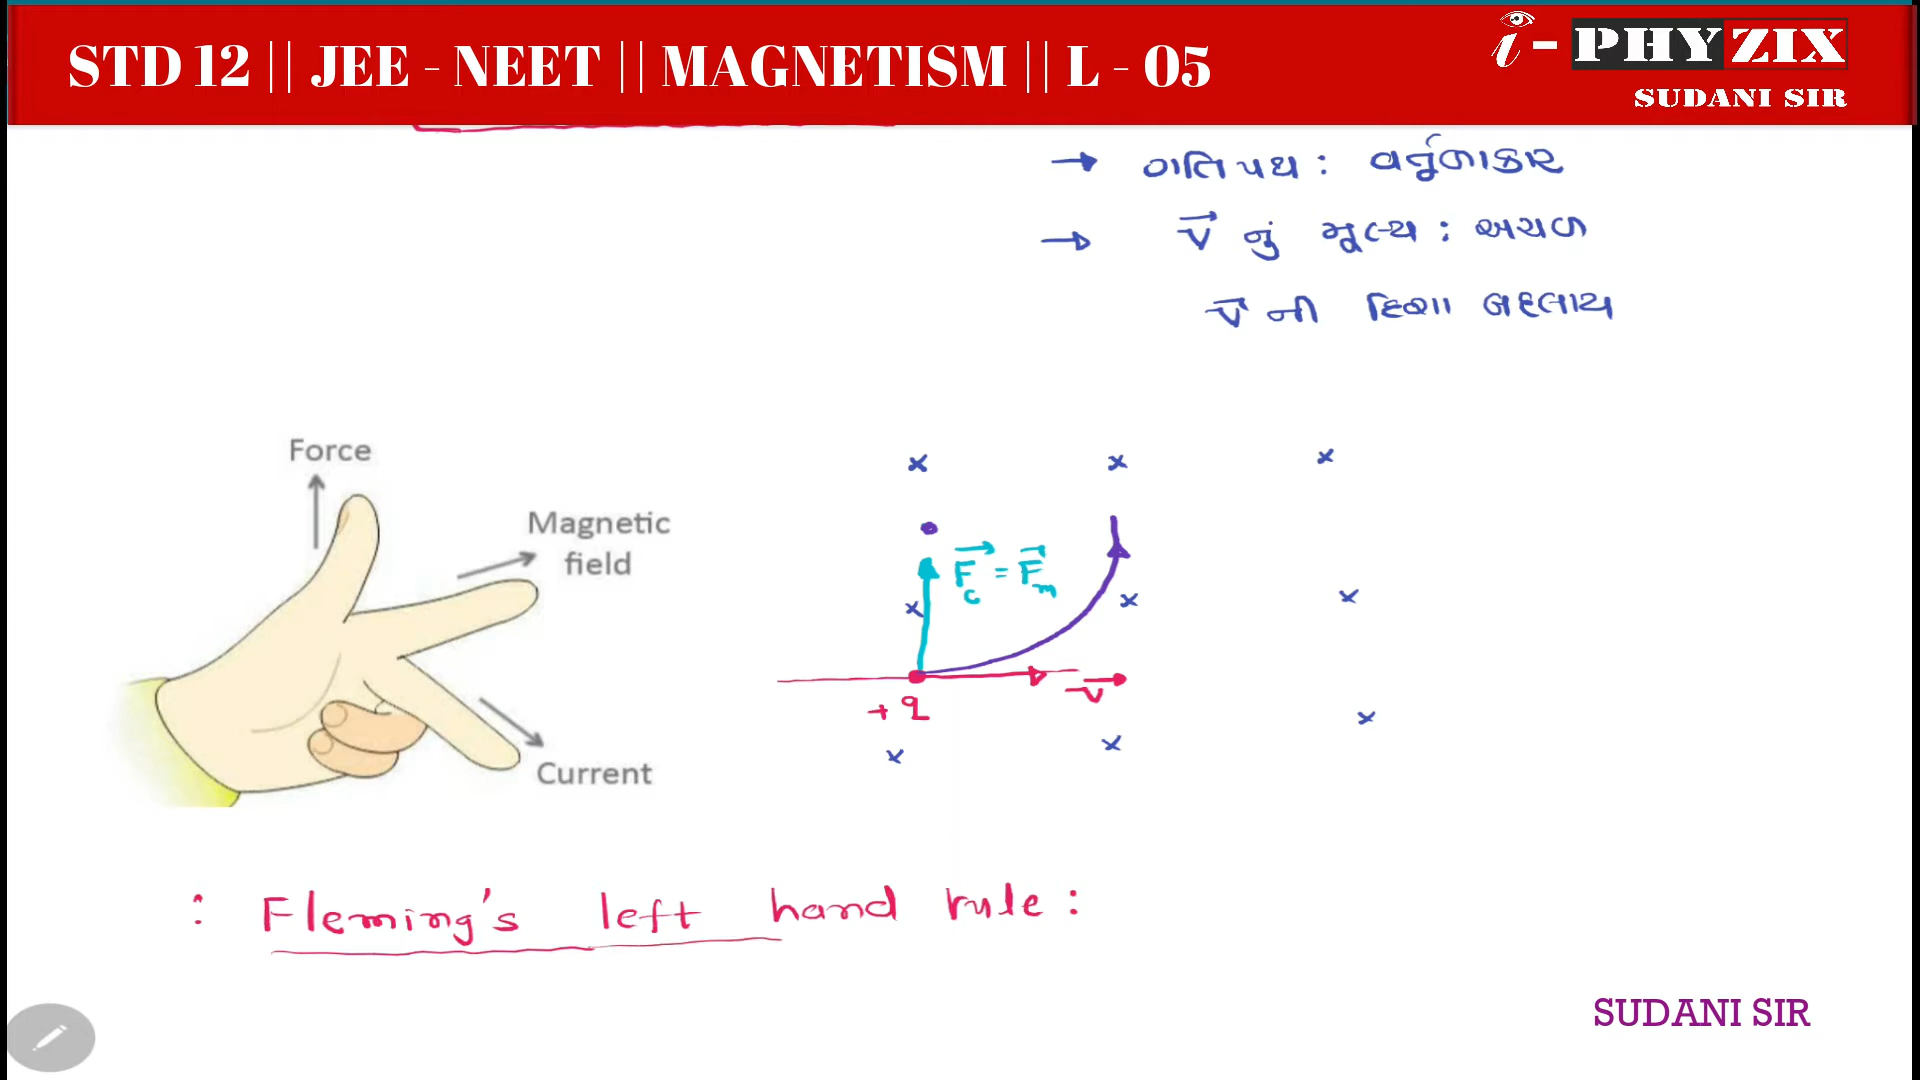 STD 12 || JEE - NEET || MAGNETISM || L - 05
i-PHYZIX
SUDANI SIR
→ ગતિપથ : વર્તુળાકાર
→ v⃗ નું મૂલ્ય : અચળ
v⃗ ની દિશા બદલાય
Force
Magnetic
field
Current
x x x
F⃗c = F⃗m
x x x
+q v⃗
x x x
: Fleming's left hand rule :
SUDANI SIR